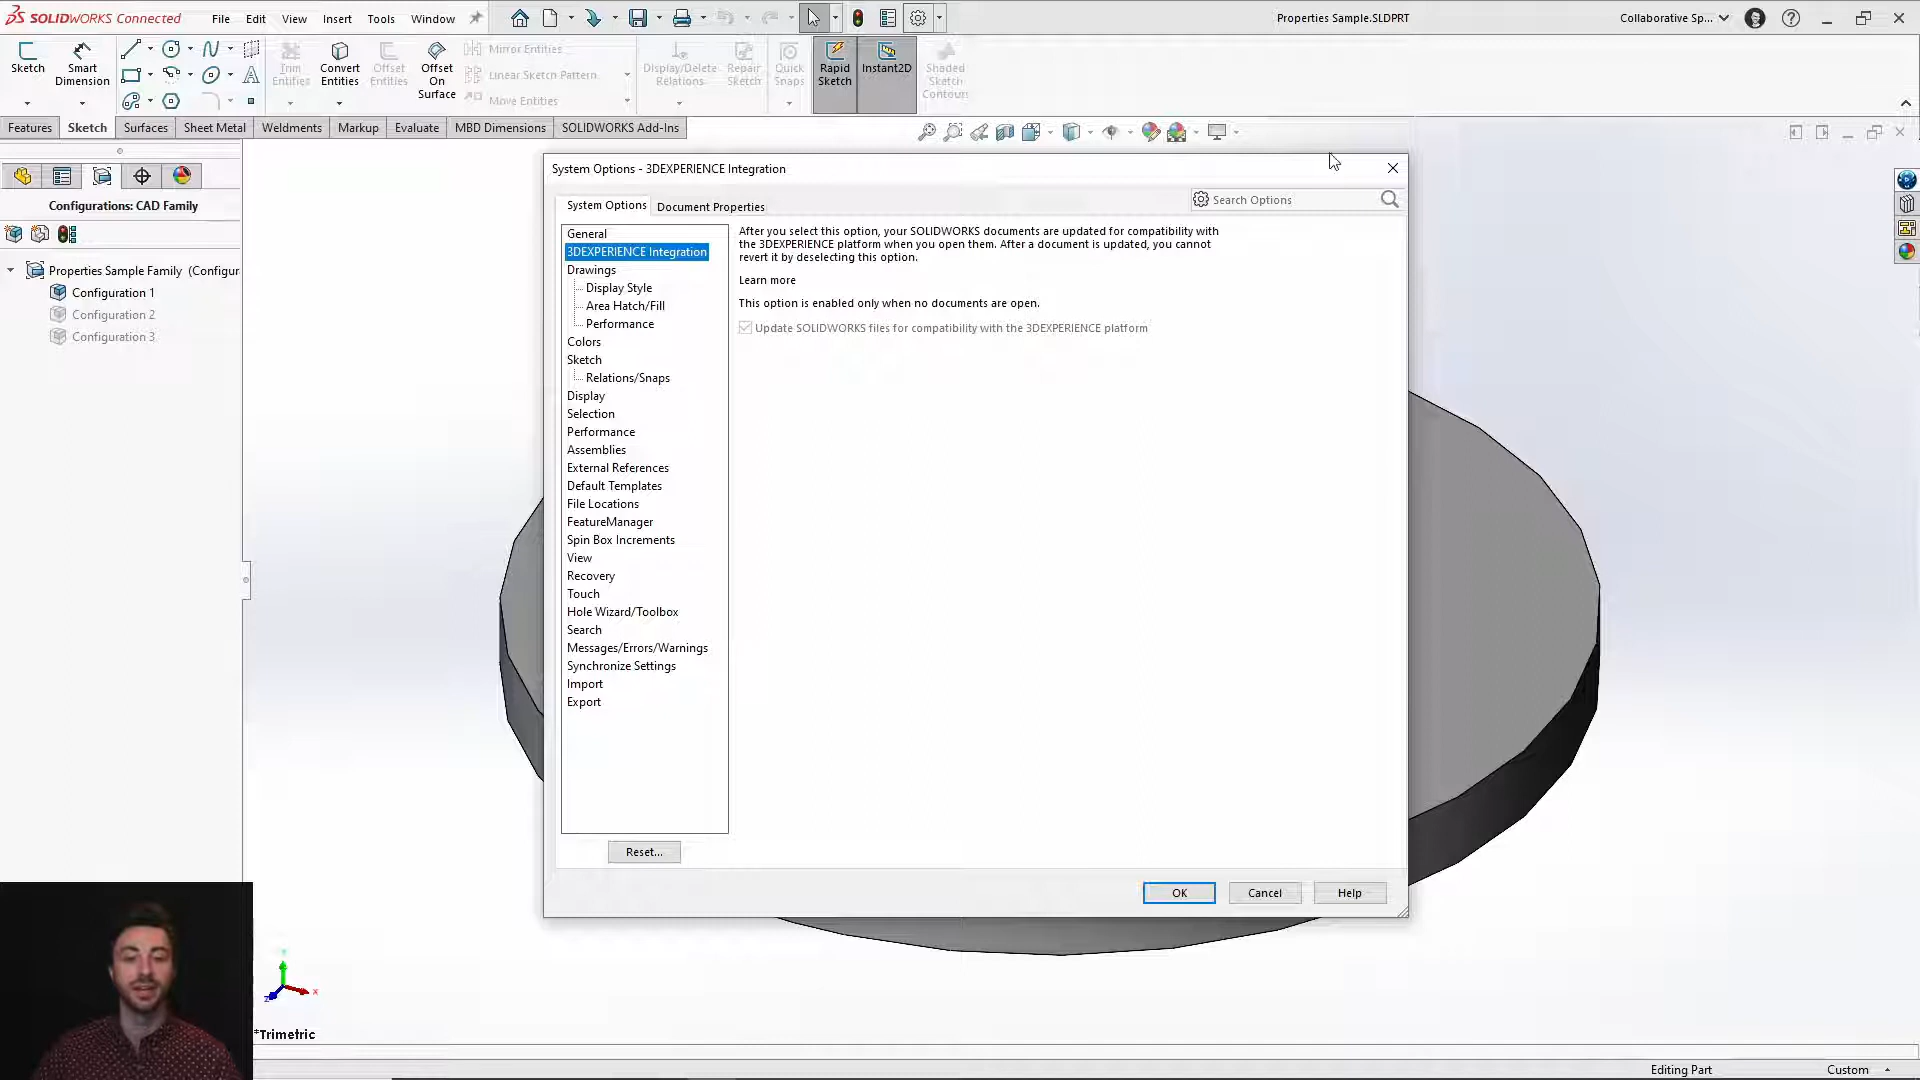 SOLIDWORKS Connected
File Edit View Insert Tools Window
Properties Sample.SLDPRT
Collaborative Sp...
Sketch
Smart Dimension
Trim Entities
Convert Entities
Offset Entities
Offset On Surface
Mirror Entities
Linear Sketch Pattern
Move Entities
Display/Delete Relations
Repair Sketch
Quick Snaps
Rapid Sketch
Instant2D
Shaded Sketch Contours
Features Sketch Surfaces Sheet Metal Weldments Markup Evaluate MBD Dimensions SOLIDWORKS Add-Ins
Configurations: CAD Family
Properties Sample Family (Configur
Configuration 1
Configuration 2
Configuration 3
System Options - 3DEXPERIENCE Integration
System Options Document Properties
Search Options
General
3DEXPERIENCE Integration
Drawings
Display Style
Area Hatch/Fill
Performance
Colors
Sketch
Relations/Snaps
Display
Selection
Performance
Assemblies
External References
Default Templates
File Locations
FeatureManager
Spin Box Increments
View
Recovery
Touch
Hole Wizard/Toolbox
Search
Messages/Errors/Warnings
Synchronize Settings
Import
Export
Reset...
After you select this option, your SOLIDWORKS documents are updated for compatibility with
the 3DEXPERIENCE platform when you open them. After a document is updated, you cannot
revert it by deselecting this option.
Learn more
This option is enabled only when no documents are open.
Update SOLIDWORKS files for compatibility with the 3DEXPERIENCE platform
OK Cancel Help
x
z
*Trimetric
Editing Part
Custom